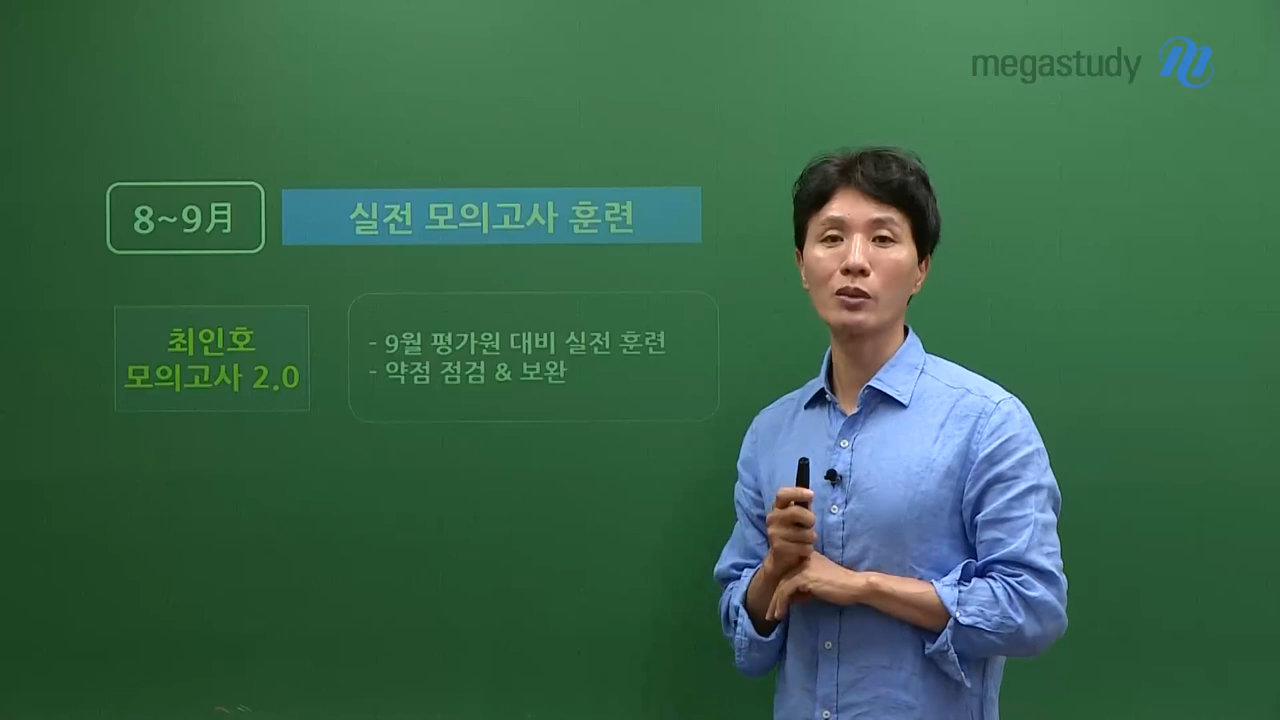 megastudy
8~9月
실전 모의고사 훈련
최인호
모의고사 2.0
- 9월 평가원 대비 실전 훈련
- 약점 점검 & 보완